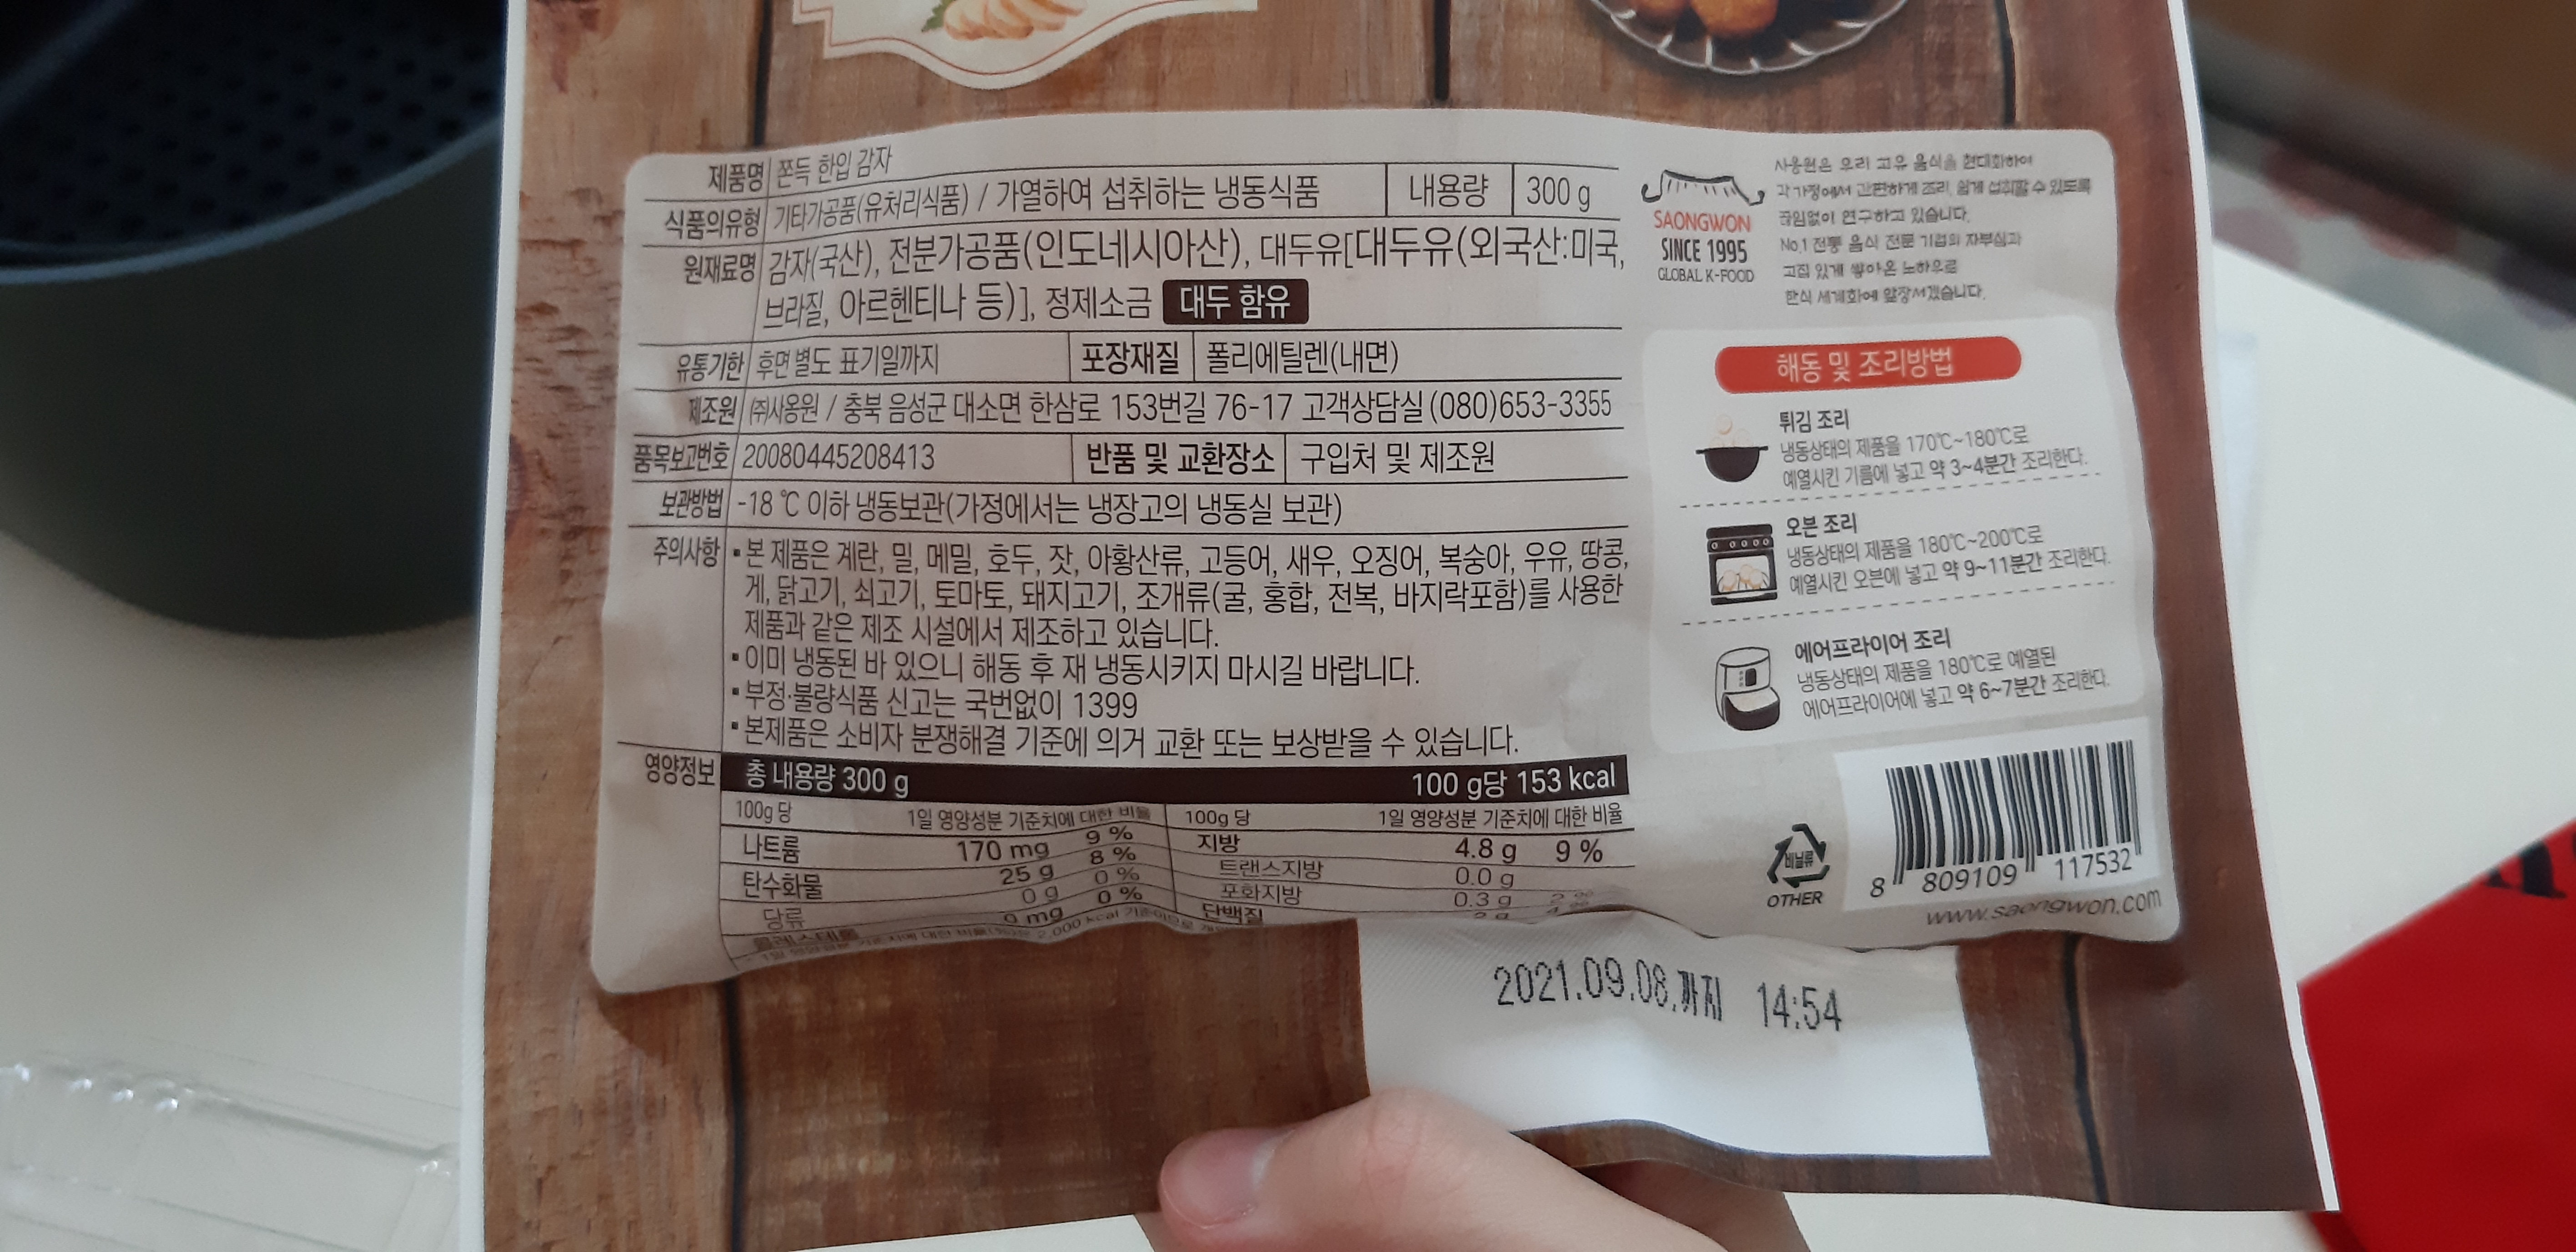 제품명 쫀득 한입 감자
식품의유형 기타가공품(유처리식품) / 가열하여 섭취하는 냉동식품 내용량 300 g
원재료명 감자(국산), 전분가공품(인도네시아산), 대두유[대두유(외국산:미국,
브라질, 아르헨티나 등)], 정제소금 대두 함유
유통기한 후면 별도 표기일까지 포장재질 폴리에틸렌(내면)
제조원 ㈜사옹원 / 충북 음성군 대소면 한삼로 153번길 76-17 고객상담실 (080)653-3355
품목보고번호 20080445208413 반품 및 교환장소 구입처 및 제조원
보관방법 -18 ℃ 이하 냉동보관(가정에서는 냉장고의 냉동실 보관)
주의사항 ▪본 제품은 계란, 밀, 메밀, 호두, 잣, 아황산류, 고등어, 새우, 오징어, 복숭아, 우유, 땅콩,
게, 닭고기, 쇠고기, 토마토, 돼지고기, 조개류(굴, 홍합, 전복, 바지락포함)를 사용한
제품과 같은 제조 시설에서 제조하고 있습니다.
▪이미 냉동된 바 있으니 해동 후 재 냉동시키지 마시길 바랍니다.
▪부정·불량식품 신고는 국번없이 1399
▪본제품은 소비자 분쟁해결 기준에 의거 교환 또는 보상받을 수 있습니다.
영양정보 총 내용량 300 g 100 g당 153 kcal
100g 당 1일 영양성분 기준치에 대한 비율 100g 당 1일 영양성분 기준치에 대한 비율
나트륨 170 mg 9 % 지방 4.8 g 9 %
탄수화물 25 g 8 % 트랜스지방 0.0 g
당류 0 g 0 % 포화지방 0.3 g 2 %
콜레스테롤 0 mg 0 % 단백질
2,000 kcal
SAONGWON
SINCE 1995
GLOBAL K-FOOD
사옹원은 우리 고유 음식을 현대화하여
각 가정에서 간편하게 조리, 쉽게 섭취할 수 있도록
끊임없이 연구하고 있습니다.
No.1 전통 음식 전문 기업의 자부심과
고집 있게 쌓아온 노하우로
한식 세계화에 앞장서겠습니다.
해동 및 조리방법
튀김 조리
냉동상태의 제품을 170℃~180℃로
예열시킨 기름에 넣고 약 3~4분간 조리한다.
오븐 조리
냉동상태의 제품을 180℃~200℃로
예열시킨 오븐에 넣고 약 9~11분간 조리한다.
에어프라이어 조리
냉동상태의 제품을 180℃로 예열된
에어프라이어에 넣고 약 6~7분간 조리한다.
비닐류
OTHER
8 809109 117532
www.saongwon.com
2021.09.08.까지 14:54